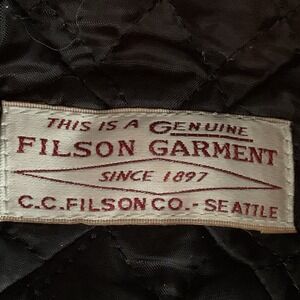 THIS IS A GENUINE
FILSON GARMENT
SINCE 1897
C.C.FILSON CO.-SEATTLE